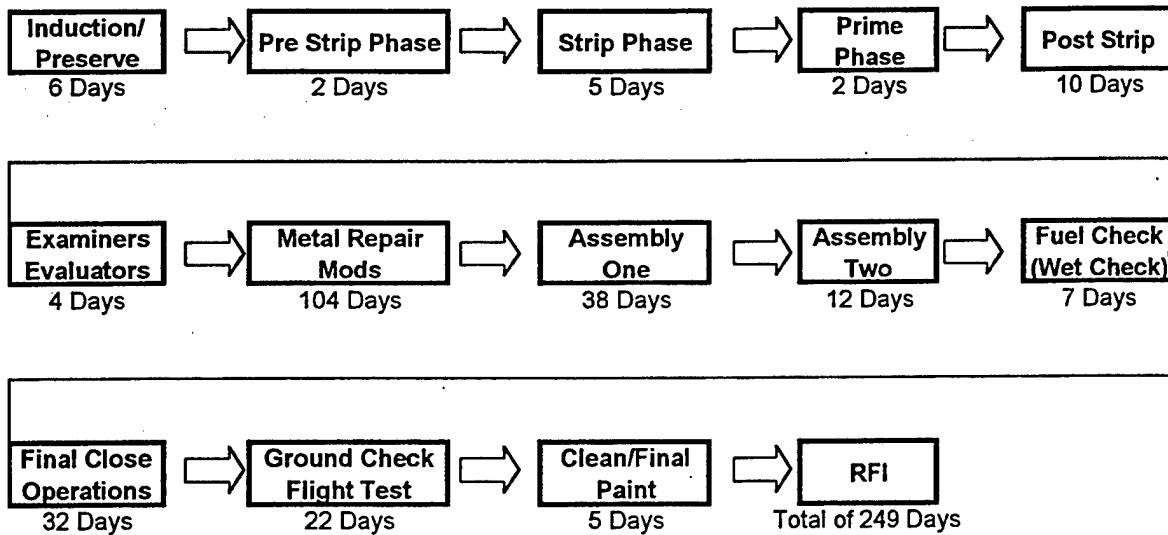 Induction/
Preserve
6 Days
Pre Strip Phase
2 Days
Strip Phase
5 Days
Prime
Phase
2 Days
Post Strip
10 Days
Examiners
Evaluators
4 Days
Metal Repair
Mods
104 Days
Assembly
One
38 Days
Assembly
Two
12 Days
Fuel Check
(Wet Check)
7 Days
Final Close
Operations
32 Days
Ground Check
Flight Test
22 Days
Clean/Final
Paint
5 Days
RFI
Total of 249 Days